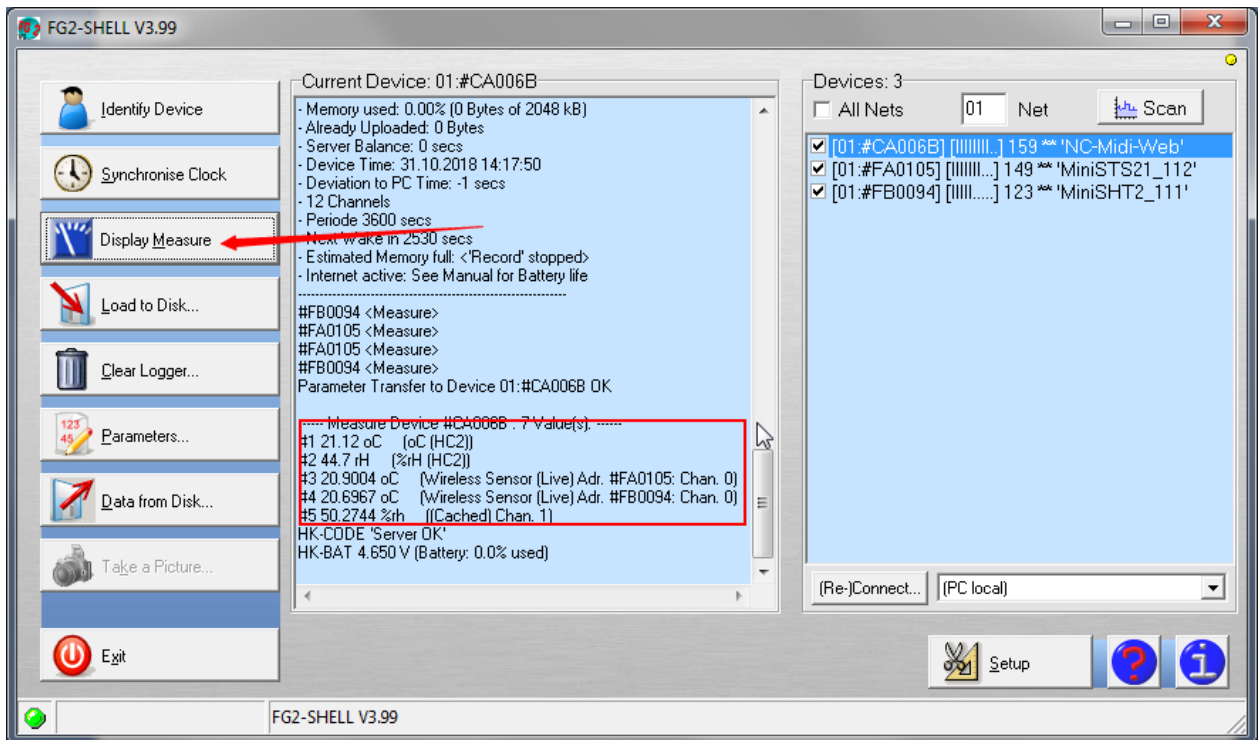 FG2-SHELL V3.99
Identify Device
Synchronise Clock
Display Measure
Load to Disk...
Clear Logger...
Parameters...
Data from Disk...
Take a Picture...
Exit
Current Device: 01:#CA006B
- Memory used: 0.00% (0 Bytes of 2048 kB)
- Already Uploaded: 0 Bytes
- Server Balance: 0 secs
- Device Time: 31.10.2018 14:17:50
- Deviation to PC Time: -1 secs
- 12 Channels
- Periode 3600 secs
- Next Wake in 2530 secs
- Estimated Memory full: <'Record' stopped>
- Internet active: See Manual for Battery life
#FB0094 <Measure>
#FA0105 <Measure>
#FA0105 <Measure>
#FB0094 <Measure>
Parameter Transfer to Device 01:#CA006B OK
----- Measure Device #CA006B : 7 Value(s): ------
#1 21.12 oC (oC (HC2))
#2 44.7 rH (%rH (HC2))
#3 20.9004 oC (Wireless Sensor (Live) Adr. #FA0105: Chan. 0)
#4 20.6967 oC (Wireless Sensor (Live) Adr. #FB0094: Chan. 0)
#5 50.2744 %rh ((Cached) Chan. 1)
HK-CODE 'Server OK'
HK-BAT 4.650 V (Battery: 0.0% used)
Devices: 3
All Nets 01 Net Scan
[01:#CA006B] [IIIIIIII..] 159 ** 'NC-Midi-Web'
[01:#FA0105] [IIIIIII...] 149 ** 'MiniSTS21_112'
[01:#FB0094] [IIIII.....] 123 ** 'MiniSHT2_111'
(Re-)Connect... (PC local)
Setup
FG2-SHELL V3.99